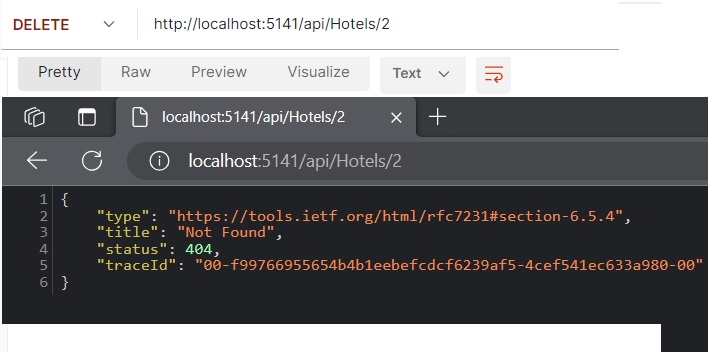 DELETE http://localhost:5141/api/Hotels/2
Pretty Raw Preview Visualize Text
localhost:5141/api/Hotels/2
localhost:5141/api/Hotels/2
1 {
2 "type": "https://tools.ietf.org/html/rfc7231#section-6.5.4",
3 "title": "Not Found",
4 "status": 404,
5 "traceId": "00-f99766955654b4b1eebefcdcf6239af5-4cef541ec633a980-00"
6 }